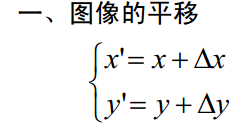 一、图像的平移
x'= x + Δx
y'= y + Δy